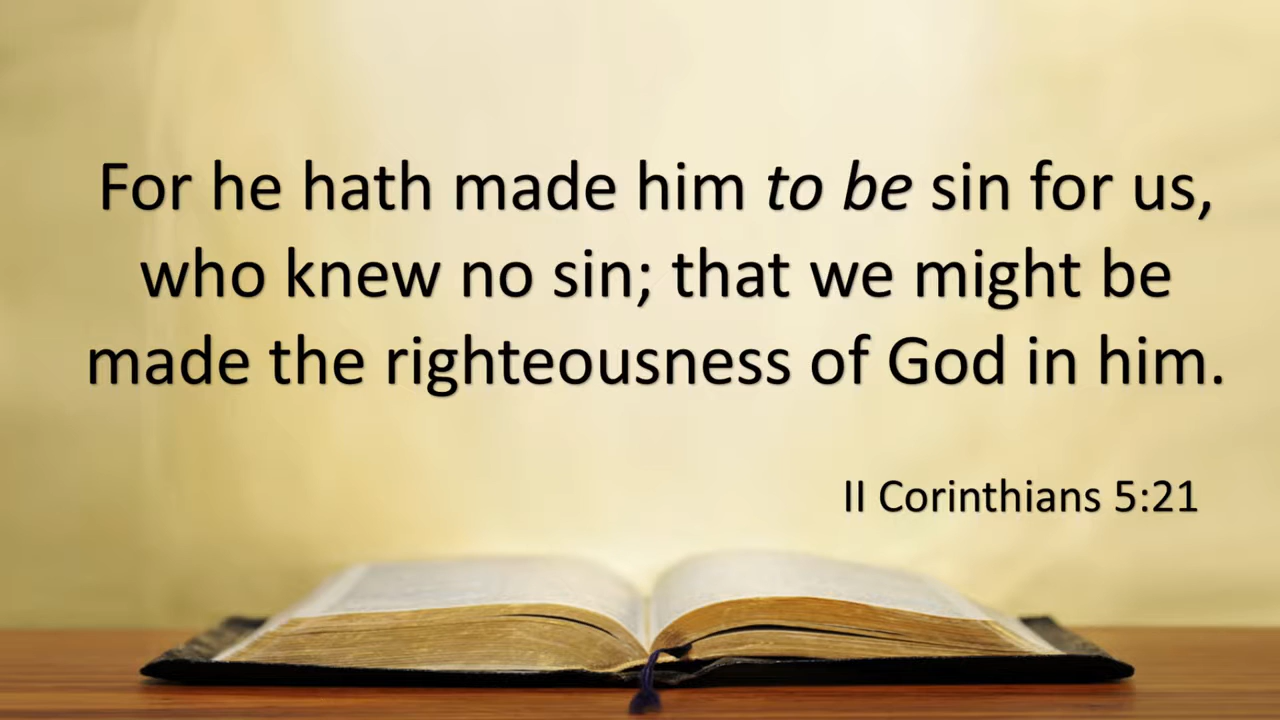 For he hath made him to be sin for us,
who knew no sin; that we might be
made the righteousness of God in him.
II Corinthians 5:21